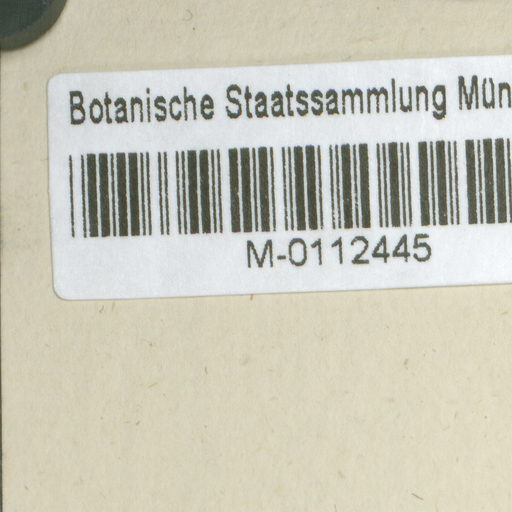 Botanische Staatssammlung Mün
M-0112445